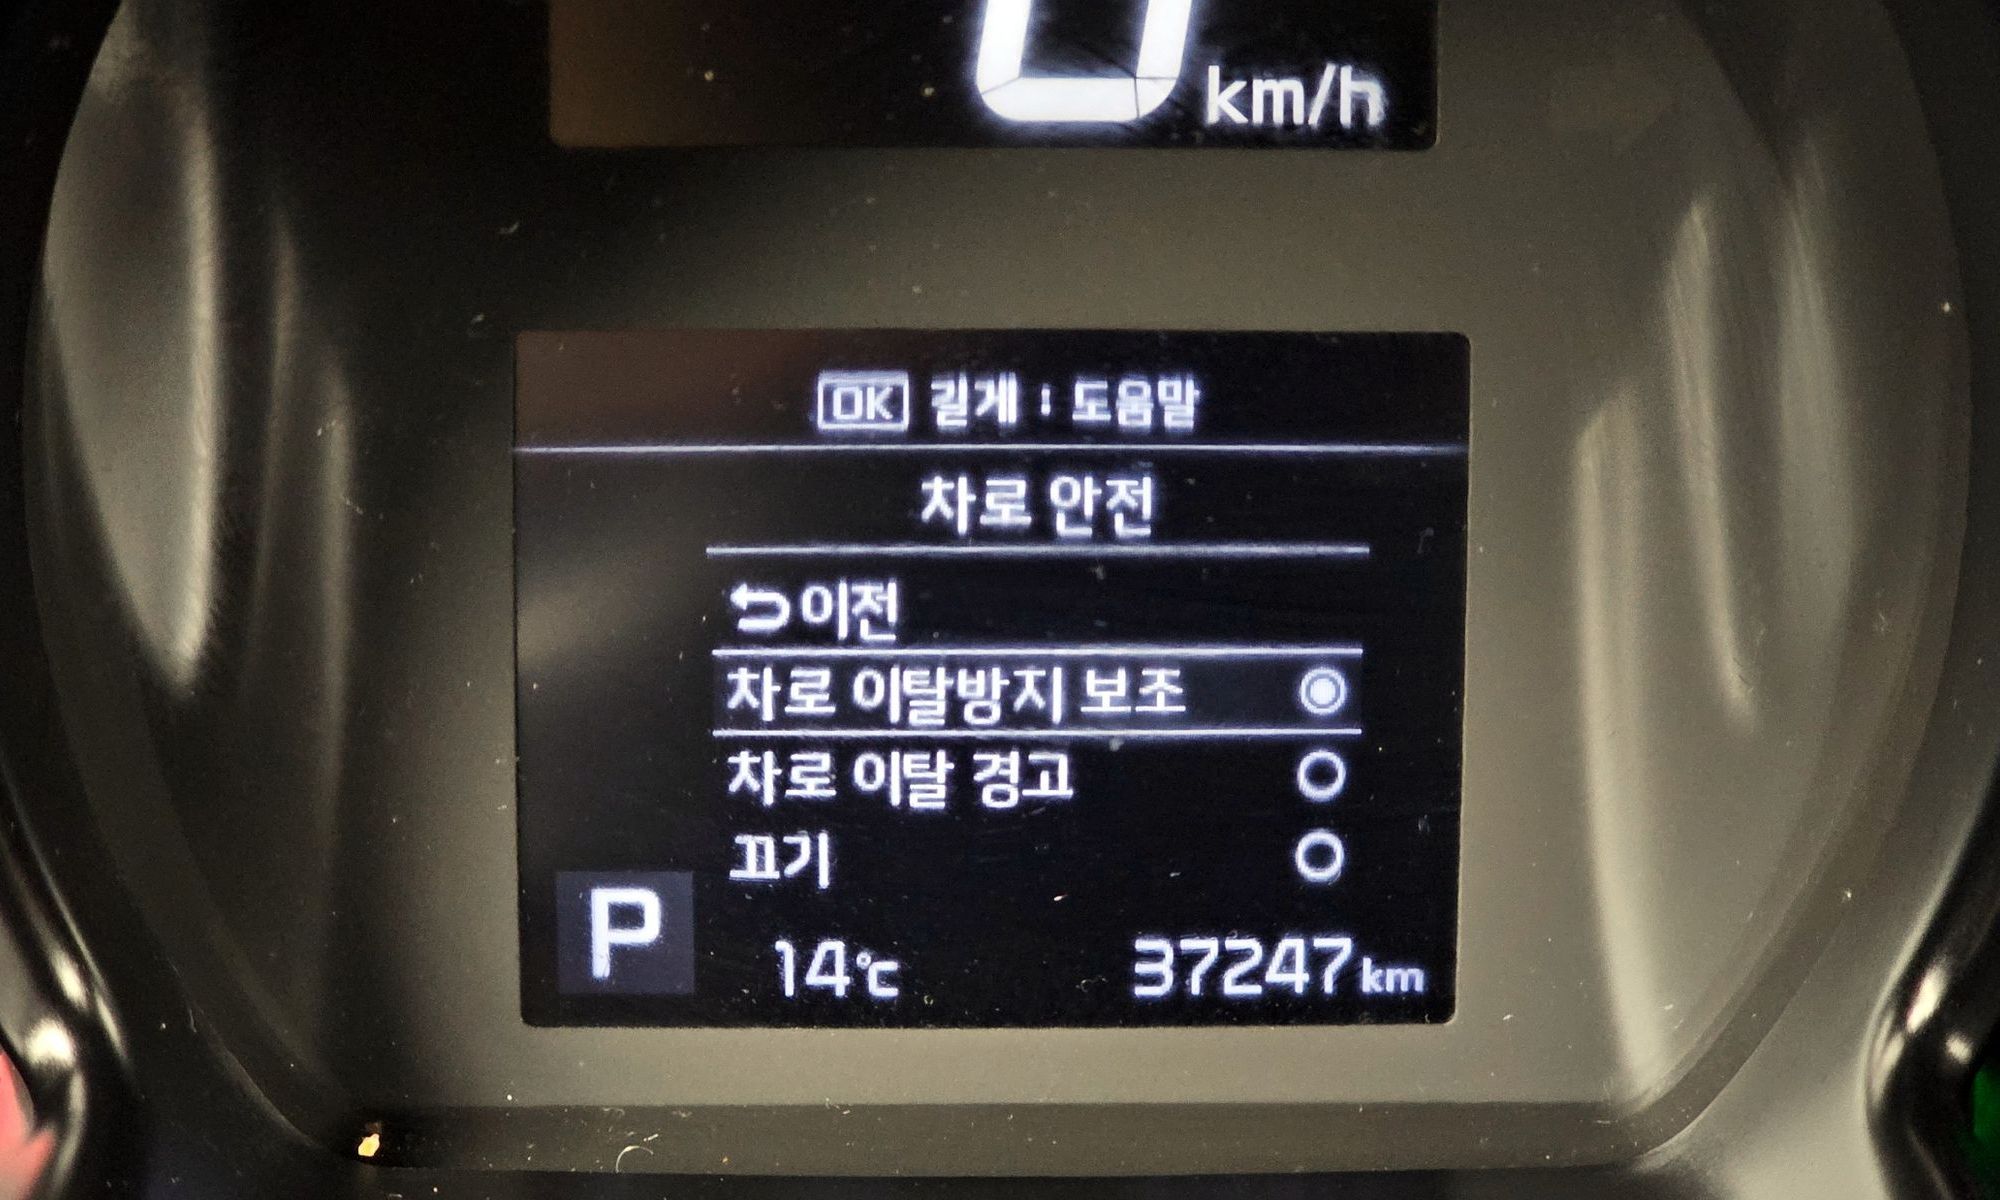 0 km/h
OK 길게 : 도움말
차로 안전
이전
차로 이탈방지 보조
차로 이탈 경고
끄기
P 14℃ 37247 km